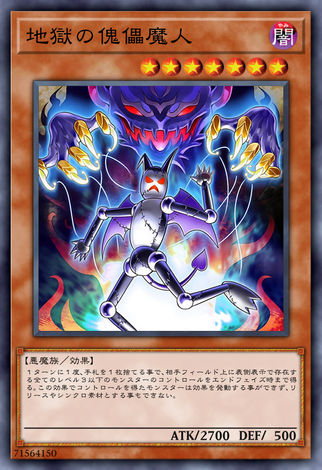 地獄の傀儡魔人
闇
やみ
【悪魔族／効果】
１ターンに１度、手札を１枚捨てる事で、相手フィールド上に表側表示で存在す
る全てのレベル３以下のモンスターのコントロールをエンドフェイズ時まで得
る。この効果でコントロールを得たモンスターは効果を発動する事ができず、リ
リースやシンクロ素材とする事もできない。
ATK/2700 DEF/ 500
71564150